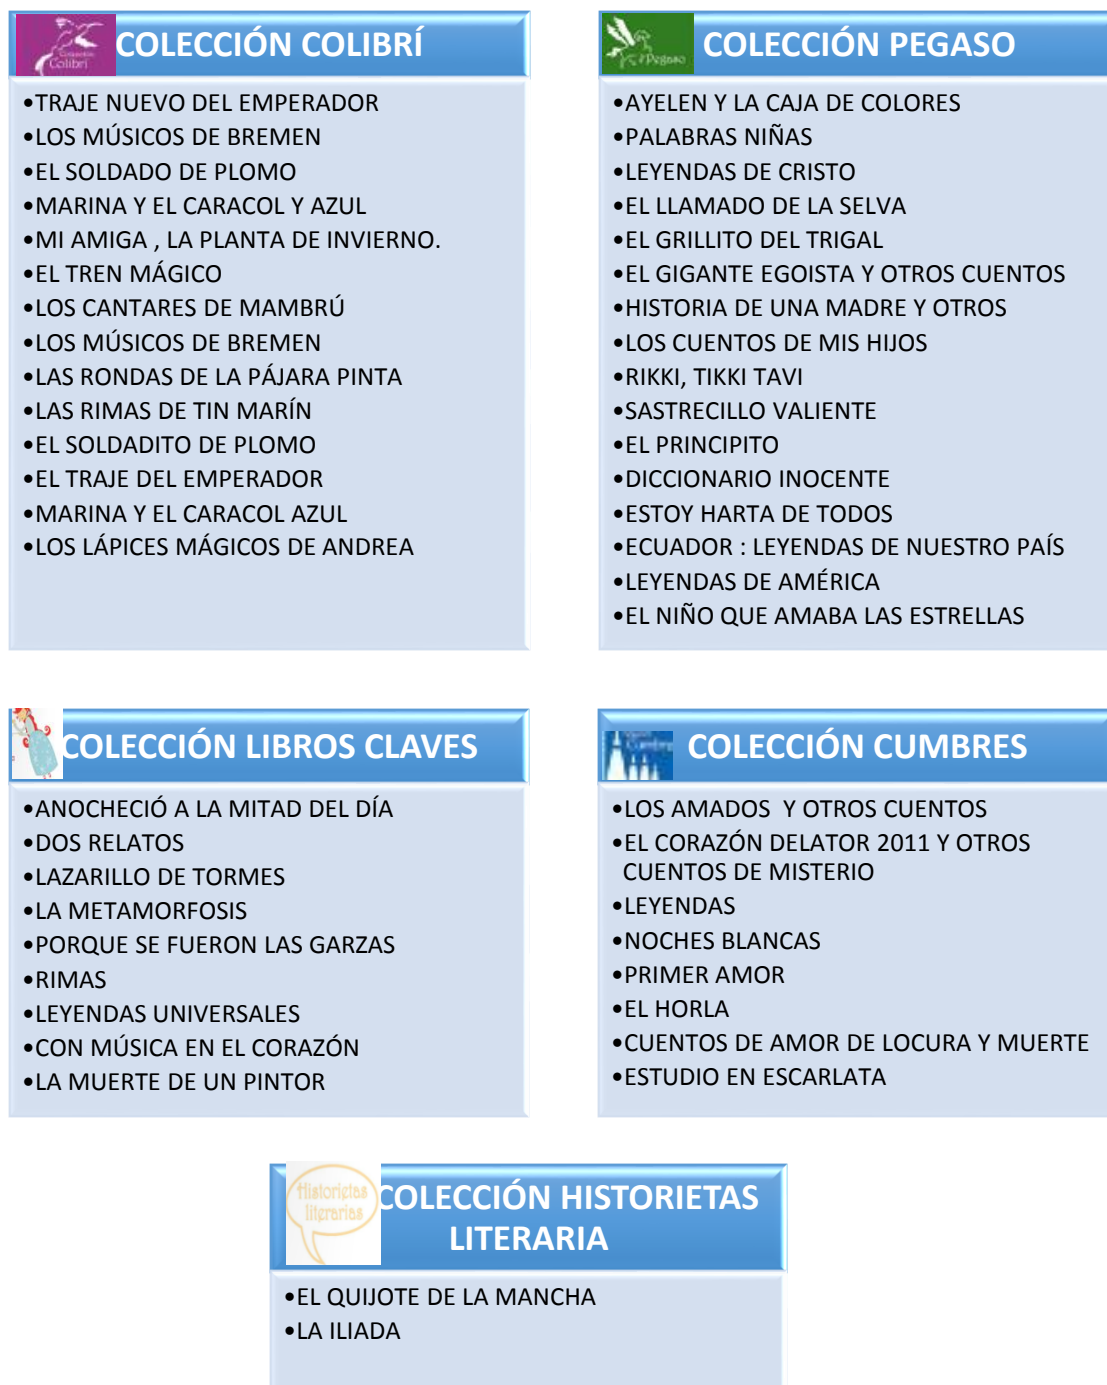 Colección
Colibrí
COLECCIÓN COLIBRÍ
•TRAJE NUEVO DEL EMPERADOR
•LOS MÚSICOS DE BREMEN
•EL SOLDADO DE PLOMO
•MARINA Y EL CARACOL Y AZUL
•MI AMIGA , LA PLANTA DE INVIERNO.
•EL TREN MÁGICO
•LOS CANTARES DE MAMBRÚ
•LOS MÚSICOS DE BREMEN
•LAS RONDAS DE LA PÁJARA PINTA
•LAS RIMAS DE TIN MARÍN
•EL SOLDADITO DE PLOMO
•EL TRAJE DEL EMPERADOR
•MARINA Y EL CARACOL AZUL
•LOS LÁPICES MÁGICOS DE ANDREA
Pegaso
COLECCIÓN PEGASO
•AYELEN Y LA CAJA DE COLORES
•PALABRAS NIÑAS
•LEYENDAS DE CRISTO
•EL LLAMADO DE LA SELVA
•EL GRILLITO DEL TRIGAL
•EL GIGANTE EGOISTA Y OTROS CUENTOS
•HISTORIA DE UNA MADRE Y OTROS
•LOS CUENTOS DE MIS HIJOS
•RIKKI, TIKKI TAVI
•SASTRECILLO VALIENTE
•EL PRINCIPITO
•DICCIONARIO INOCENTE
•ESTOY HARTA DE TODOS
•ECUADOR : LEYENDAS DE NUESTRO PAÍS
•LEYENDAS DE AMÉRICA
•EL NIÑO QUE AMABA LAS ESTRELLAS
COLECCIÓN LIBROS CLAVES
•ANOCHECIÓ A LA MITAD DEL DÍA
•DOS RELATOS
•LAZARILLO DE TORMES
•LA METAMORFOSIS
•PORQUE SE FUERON LAS GARZAS
•RIMAS
•LEYENDAS UNIVERSALES
•CON MÚSICA EN EL CORAZÓN
•LA MUERTE DE UN PINTOR
COLECCIÓN CUMBRES
•LOS AMADOS Y OTROS CUENTOS
•EL CORAZÓN DELATOR 2011 Y OTROS
CUENTOS DE MISTERIO
•LEYENDAS
•NOCHES BLANCAS
•PRIMER AMOR
•EL HORLA
•CUENTOS DE AMOR DE LOCURA Y MUERTE
•ESTUDIO EN ESCARLATA
Historietas
literarias
COLECCIÓN HISTORIETAS
LITERARIA
•EL QUIJOTE DE LA MANCHA
•LA ILIADA